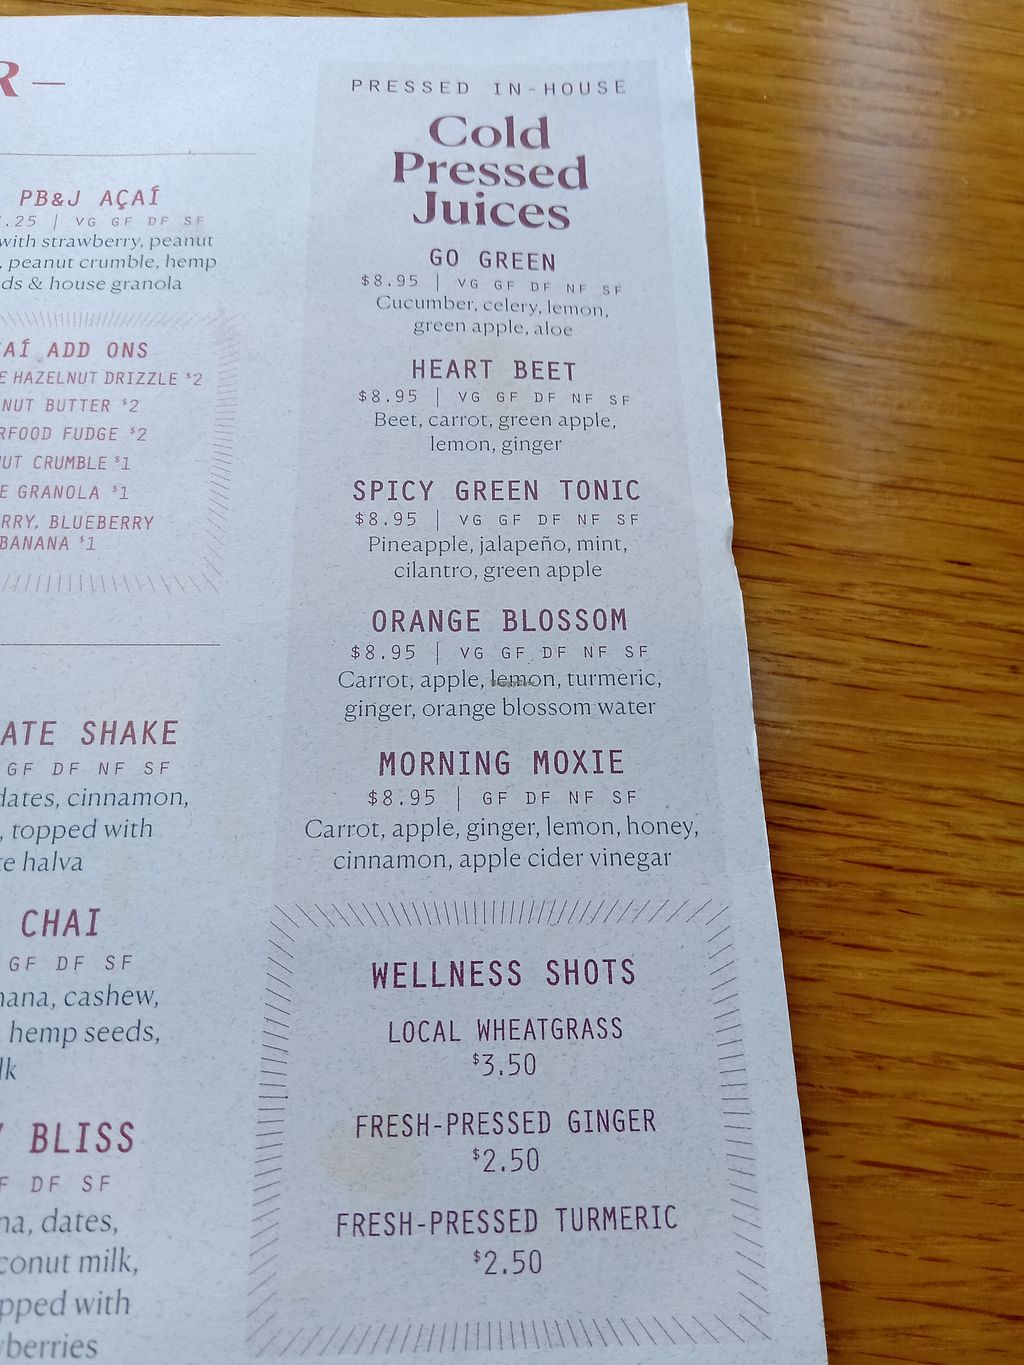 R —
PB&J AÇAÍ
.25 | VG GF DF SF
with strawberry, peanut
, peanut crumble, hemp
ds & house granola
AÍ ADD ONS
E HAZELNUT DRIZZLE $2
NUT BUTTER $2
RFOOD FUDGE $2
UT CRUMBLE $1
E GRANOLA $1
RRY, BLUEBERRY
BANANA $1
ATE SHAKE
GF DF NF SF
dates, cinnamon,
, topped with
te halva
CHAI
GF DF SF
nana, cashew,
hemp seeds,
lk
Y BLISS
F DF SF
na, dates,
conut milk,
pped with
wberries
PRESSED IN-HOUSE
Cold
Pressed
Juices
GO GREEN
$8.95 | VG GF DF NF SF
Cucumber, celery, lemon,
green apple, aloe
HEART BEET
$8.95 | VG GF DF NF SF
Beet, carrot, green apple,
lemon, ginger
SPICY GREEN TONIC
$8.95 | VG GF DF NF SF
Pineapple, jalapeño, mint,
cilantro, green apple
ORANGE BLOSSOM
$8.95 | VG GF DF NF SF
Carrot, apple, lemon, turmeric,
ginger, orange blossom water
MORNING MOXIE
$8.95 | GF DF NF SF
Carrot, apple, ginger, lemon, honey,
cinnamon, apple cider vinegar
WELLNESS SHOTS
LOCAL WHEATGRASS
$3.50
FRESH-PRESSED GINGER
$2.50
FRESH-PRESSED TURMERIC
$2.50